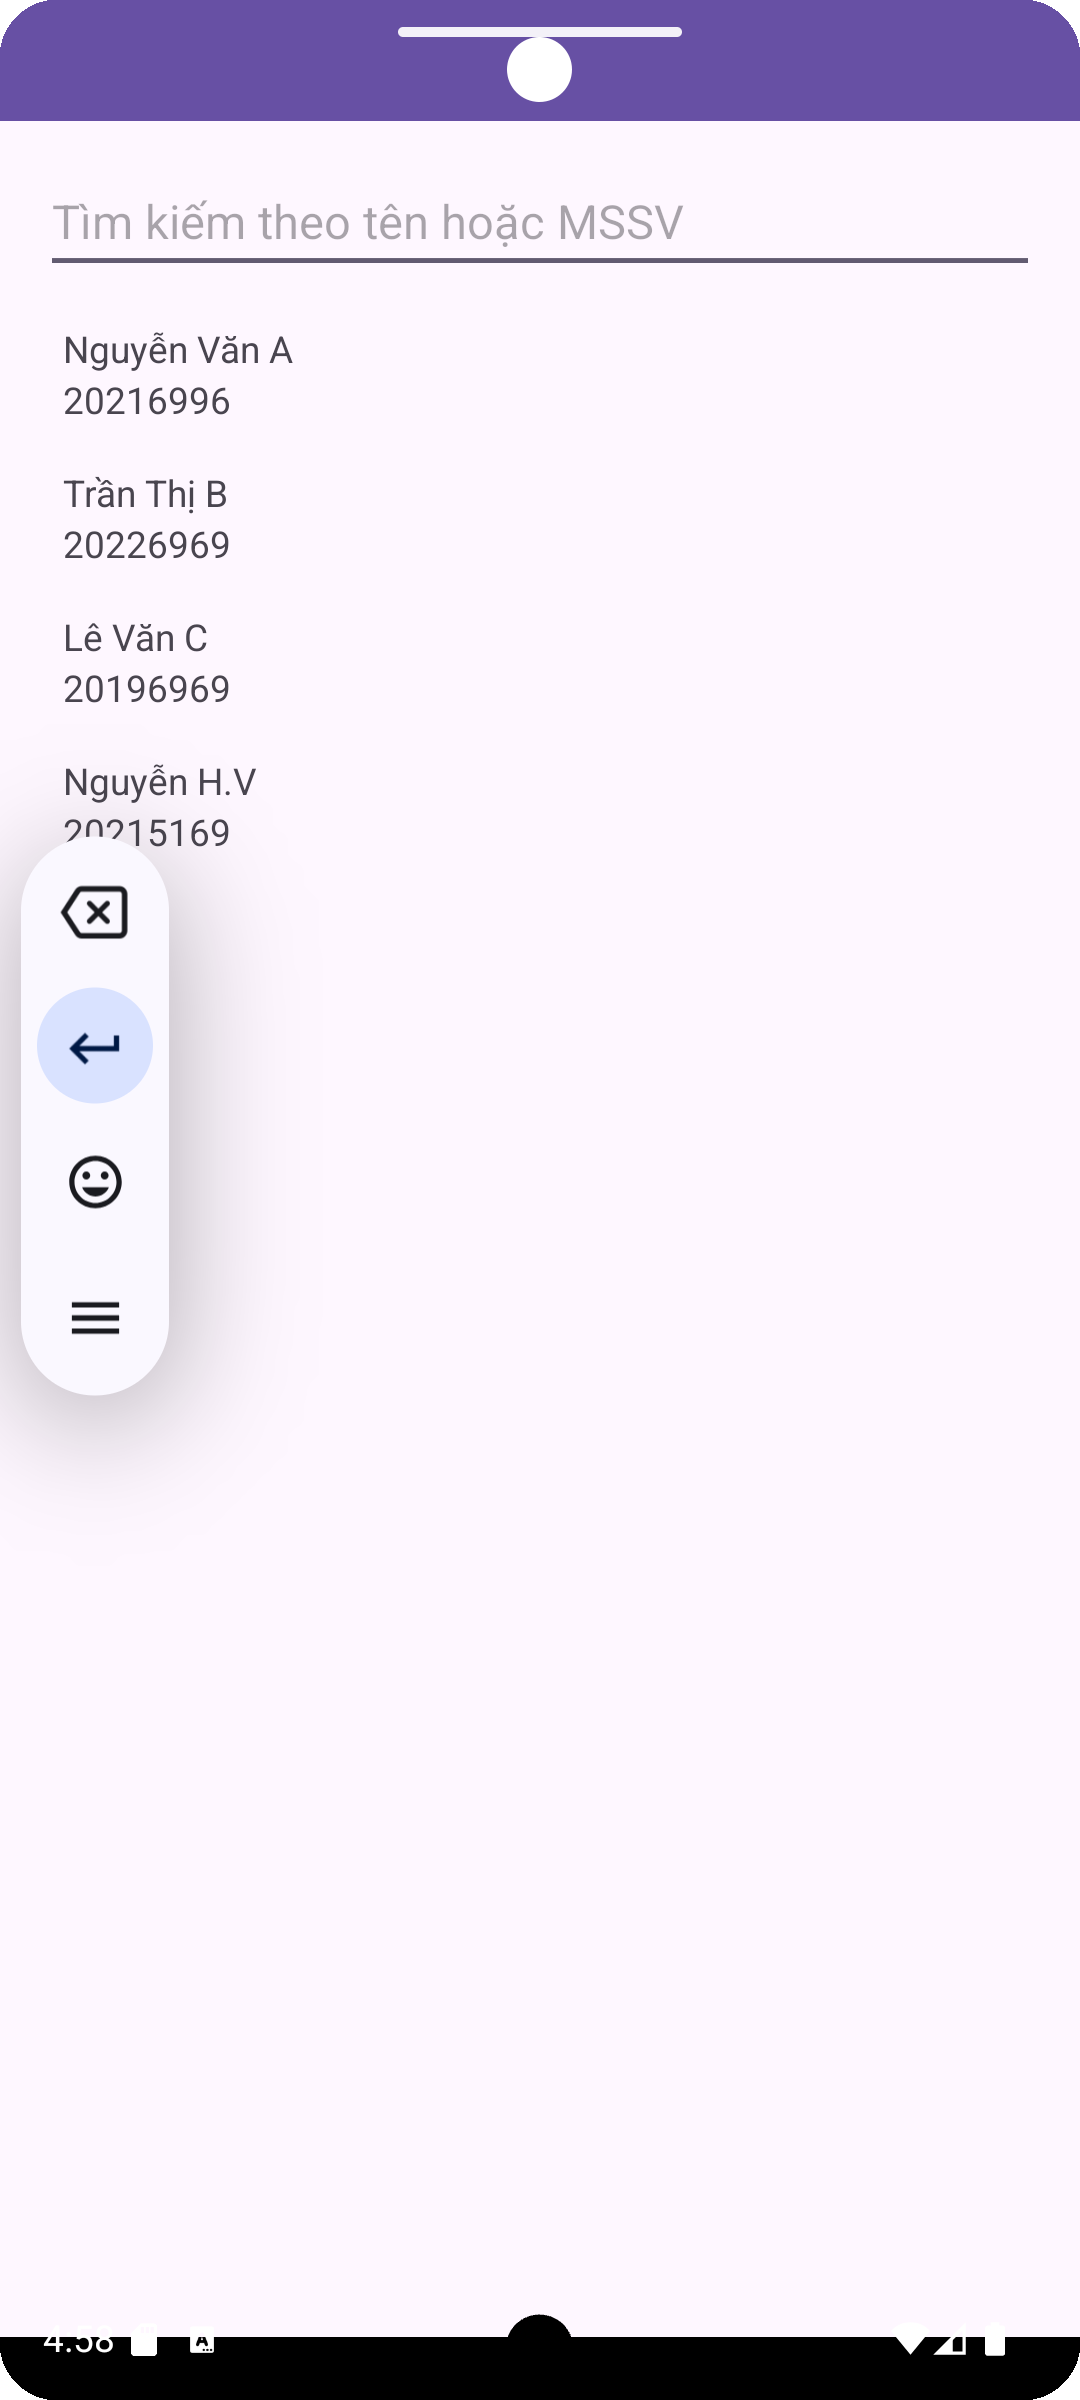 Tìm kiếm theo tên hoặc MSSV
Nguyễn Văn A
20216996
Trần Thị B
20226969
Lê Văn C
20196969
Nguyễn H.V
20215169
4:58